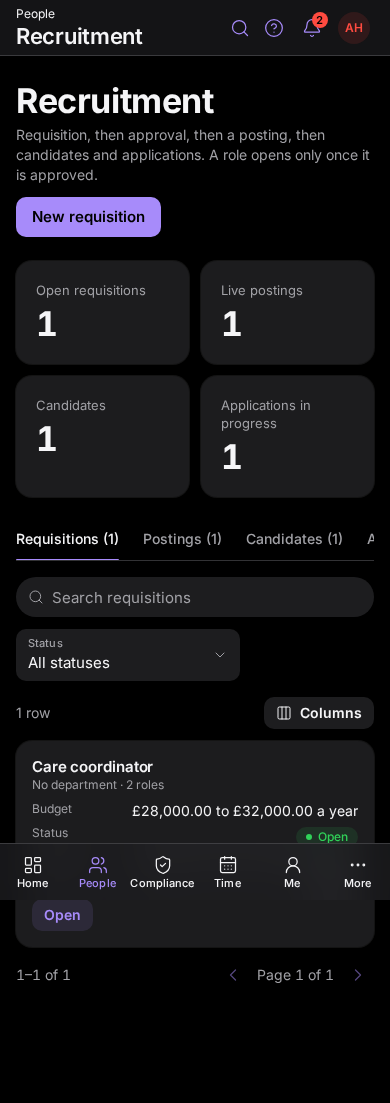 People
Recruitment
2
AH
Recruitment
Requisition, then approval, then a posting, then
candidates and applications. A role opens only once it
is approved.
New requisition
Open requisitions
1
Live postings
1
Candidates
1
Applications in
progress
1
Requisitions (1) Postings (1) Candidates (1) A
Search requisitions
Status
All statuses
1 row
Columns
Care coordinator
No department · 2 roles
Budget £28,000.00 to £32,000.00 a year
Status Open
Home People Compliance Time Me More
Open
1–1 of 1 Page 1 of 1